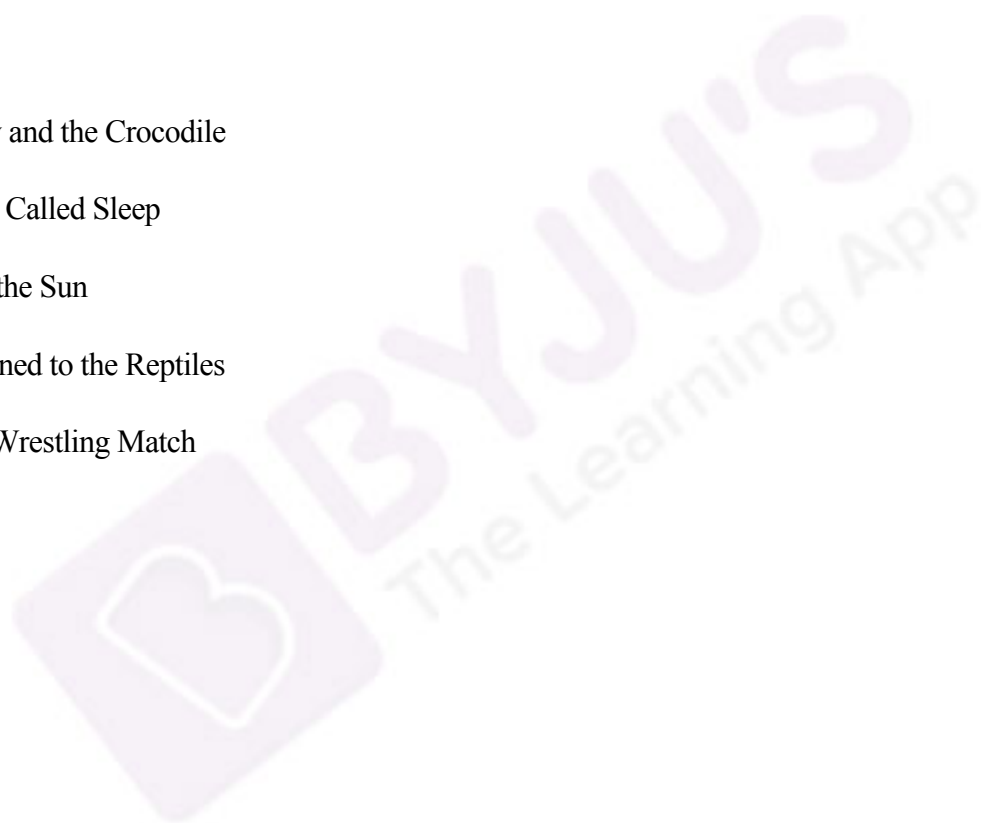 and the Crocodile
Called Sleep
the Sun
ned to the Reptiles
Wrestling Match
BYJU'S
The Learning App